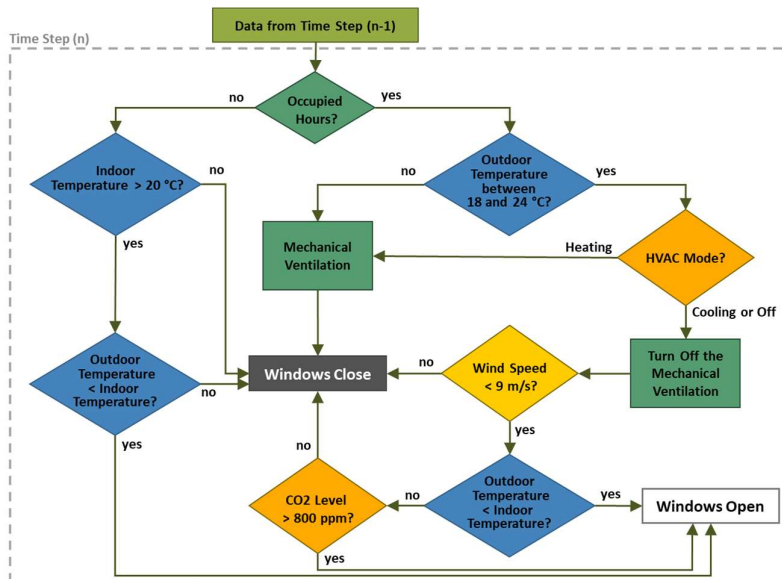 Data from Time Step (n-1)
Time Step (n)
no
Occupied
Hours?
yes
Indoor
Temperature > 20 °C?
no
no
Outdoor
Temperature
between
18 and 24 °C?
yes
yes
Mechanical
Ventilation
Heating
HVAC Mode?
Cooling or Off
Outdoor
Temperature
< Indoor
Temperature?
no
Windows Close
no
Wind Speed
< 9 m/s?
Turn Off the
Mechanical
Ventilation
yes
no
yes
CO2 Level
> 800 ppm?
no
Outdoor
Temperature
< Indoor
Temperature?
yes
Windows Open
yes